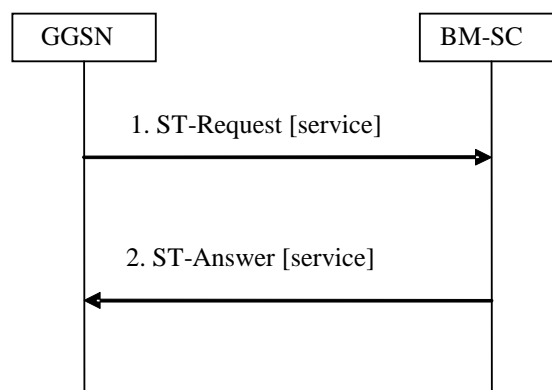 GGSN
BM-SC
1. ST-Request [service]
2. ST-Answer [service]